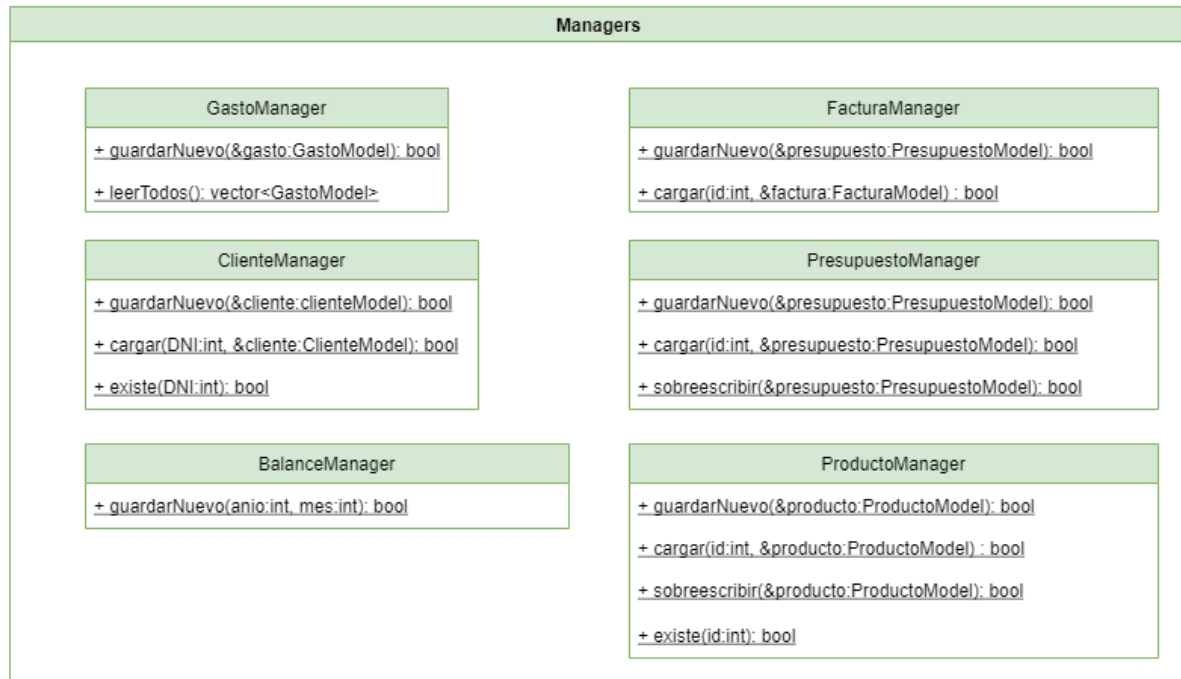 Managers
GastoManager
+ guardarNuevo(&gasto:GastoModel): bool
+ leerTodos(): vector<GastoModel>
FacturaManager
+ guardarNuevo(&presupuesto:PresupuestoModel): bool
+ cargar(id:int, &factura:FacturaModel) : bool
ClienteManager
+ guardarNuevo(&cliente:clienteModel): bool
+ cargar(DNI:int, &cliente:ClienteModel): bool
+ existe(DNI:int): bool
PresupuestoManager
+ guardarNuevo(&presupuesto:PresupuestoModel): bool
+ cargar(id:int, &presupuesto:PresupuestoModel): bool
+ sobreescribir(&presupuesto:PresupuestoModel): bool
BalanceManager
+ guardarNuevo(anio:int, mes:int): bool
ProductoManager
+ guardarNuevo(&producto:ProductoModel): bool
+ cargar(id:int, &producto:ProductoModel) : bool
+ sobreescribir(&producto:ProductoModel): bool
+ existe(id:int): bool